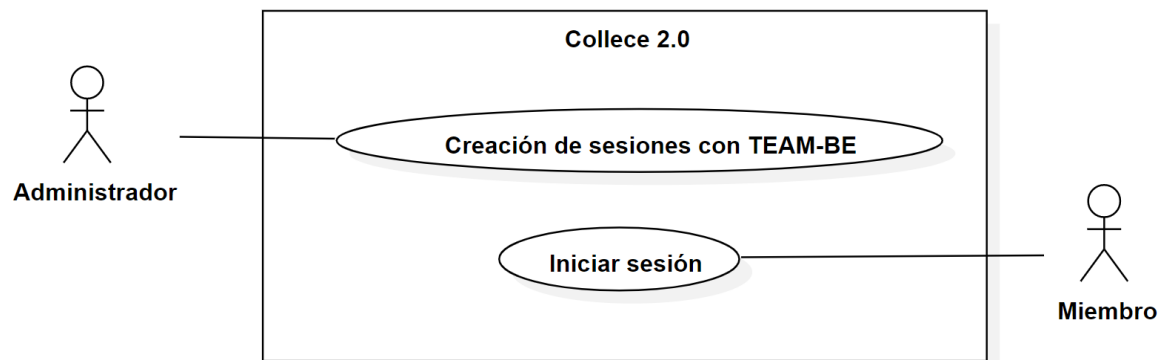 Collece 2.0
Creación de sesiones con TEAM-BE
Administrador
Iniciar sesión
Miembro